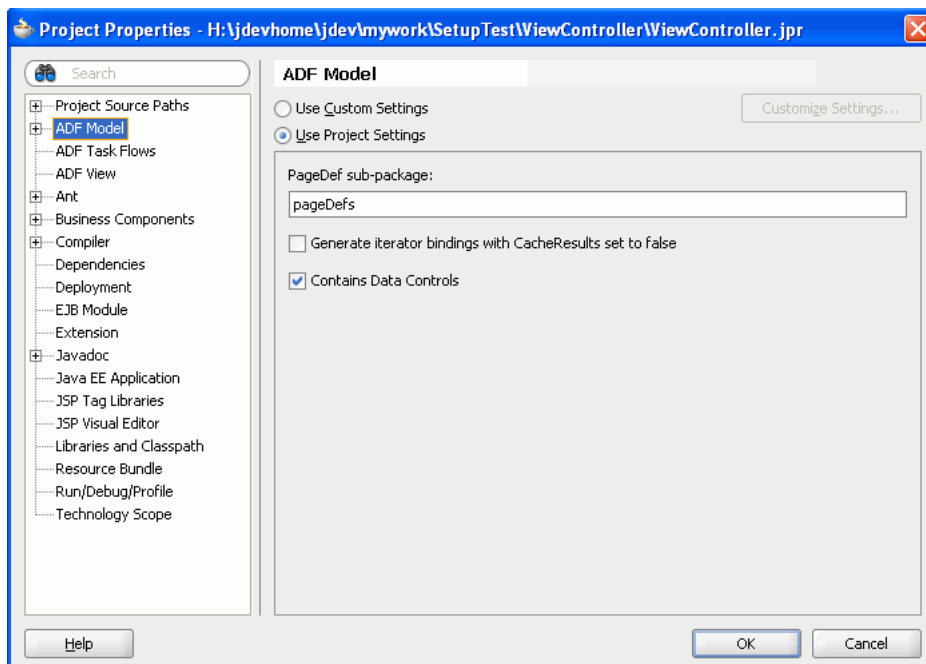 Project Properties - H:\jdevhome\jdev\mywork\SetupTest\ViewController\ViewController.jpr
Search
Project Source Paths
ADF Model
ADF Task Flows
ADF View
Ant
Business Components
Compiler
Dependencies
Deployment
EJB Module
Extension
Javadoc
Java EE Application
JSP Tag Libraries
JSP Visual Editor
Libraries and Classpath
Resource Bundle
Run/Debug/Profile
Technology Scope
ADF Model
Use Custom Settings
Customize Settings...
Use Project Settings
PageDef sub-package:
pageDefs
Generate iterator bindings with CacheResults set to false
Contains Data Controls
Help
OK
Cancel